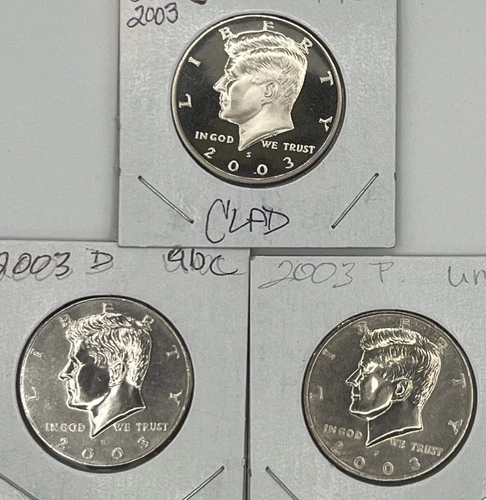 2003
LIBERTY
IN GOD WE TRUST
S
2003
CLAD
2003 D
LIBERTY
IN GOD WE TRUST
D
2003
2003 P. un
LIBERTY
IN GOD WE TRUST
P
2003